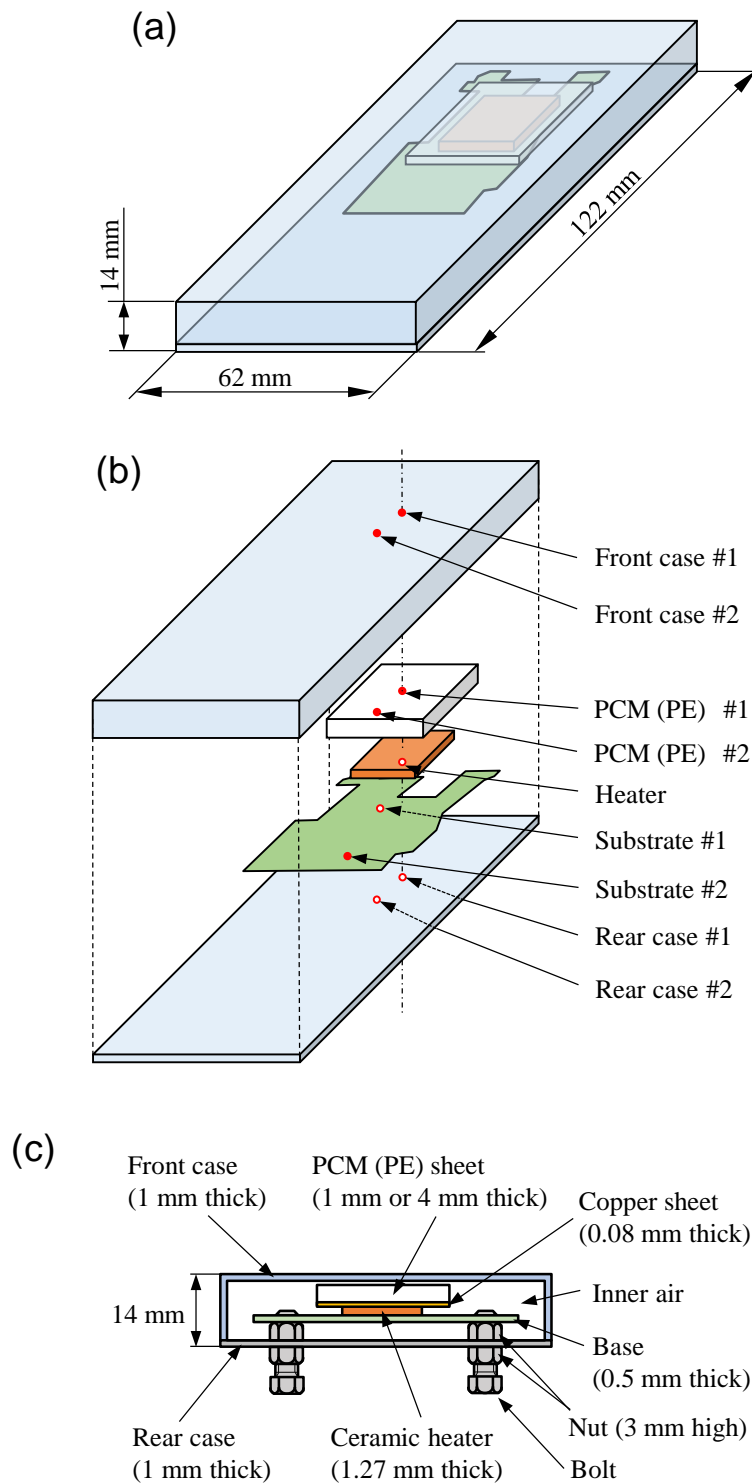 (a)
14 mm
62 mm
122 mm
(b)
Front case #1
Front case #2
PCM (PE) #1
PCM (PE) #2
Heater
Substrate #1
Substrate #2
Rear case #1
Rear case #2
(c)
Front case
(1 mm thick)
PCM (PE) sheet
(1 mm or 4 mm thick)
Copper sheet
(0.08 mm thick)
Inner air
14 mm
Base
(0.5 mm thick)
Nut (3 mm high)
Rear case
(1 mm thick)
Ceramic heater
(1.27 mm thick)
Bolt